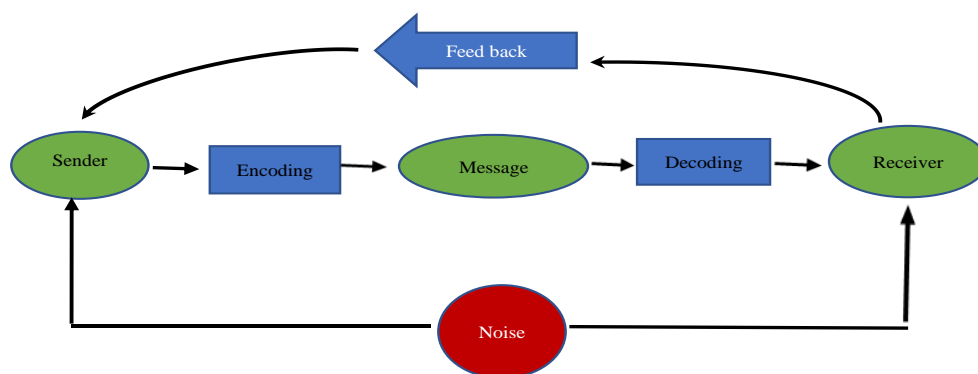 Feed back
Sender
Encoding
Message
Decoding
Receiver
Noise